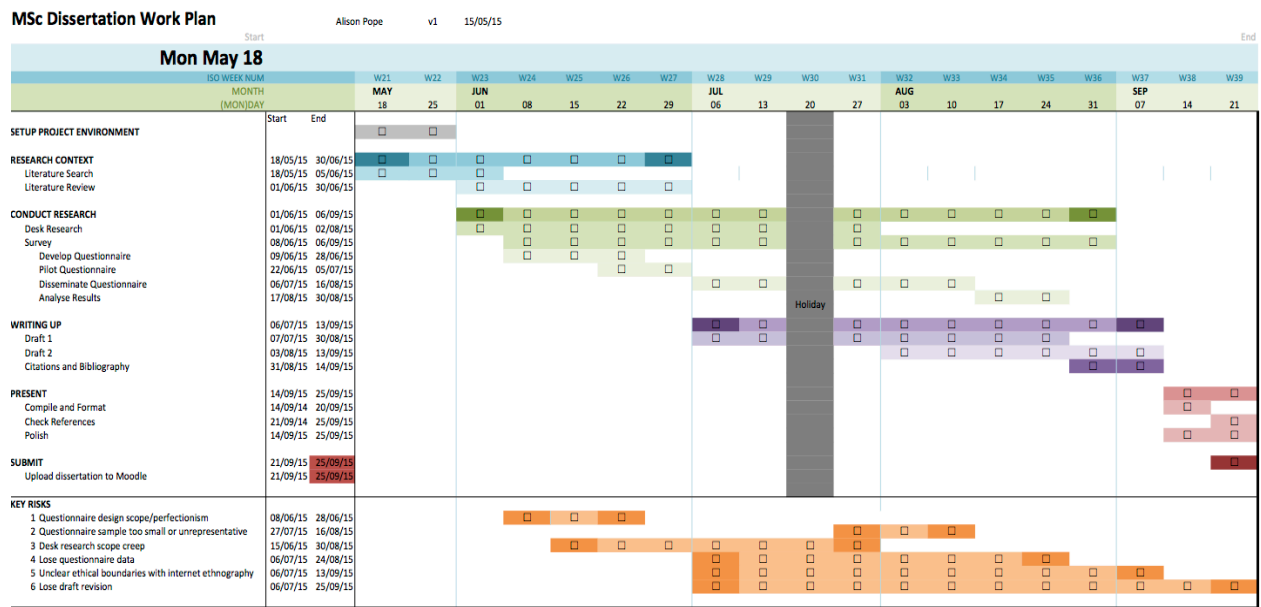 MSc Dissertation Work Plan Alison Pope v1 15/05/15
Start End
Mon May 18
ISO WEEK NUM W21 W22 W23 W24 W25 W26 W27 W28 W29 W30 W31 W32 W33 W34 W35 W36 W37 W38 W39
MONTH MAY JUN JUL AUG SEP
(MON)DAY 18 25 01 08 15 22 29 06 13 20 27 03 10 17 24 31 07 14 21
Start End
SETUP PROJECT ENVIRONMENT
RESEARCH CONTEXT 18/05/15 30/06/15
Literature Search 18/05/15 05/06/15
Literature Review 01/06/15 30/06/15
CONDUCT RESEARCH 01/06/15 06/09/15
Desk Research 01/06/15 02/08/15
Survey 08/06/15 06/09/15
Develop Questionnaire 09/06/15 28/06/15
Pilot Questionnaire 22/06/15 05/07/15
Disseminate Questionnaire 06/07/15 16/08/15
Analyse Results 17/08/15 30/08/15
Holiday
WRITING UP 06/07/15 13/09/15
Draft 1 07/07/15 30/08/15
Draft 2 03/08/15 13/09/15
Citations and Bibliography 31/08/15 14/09/15
PRESENT 14/09/15 25/09/15
Compile and Format 14/09/14 20/09/15
Check References 21/09/14 25/09/15
Polish 14/09/15 25/09/15
SUBMIT 21/09/15 25/09/15
Upload dissertation to Moodle 21/09/15 25/09/15
KEY RISKS
1 Questionnaire design scope/perfectionism 08/06/15 28/06/15
2 Questionnaire sample too small or unrepresentative 27/07/15 16/08/15
3 Desk research scope creep 15/06/15 30/08/15
4 Lose questionnaire data 06/07/15 24/08/15
5 Unclear ethical boundaries with internet ethnography 06/07/15 13/09/15
6 Lose draft revision 06/07/15 25/09/15